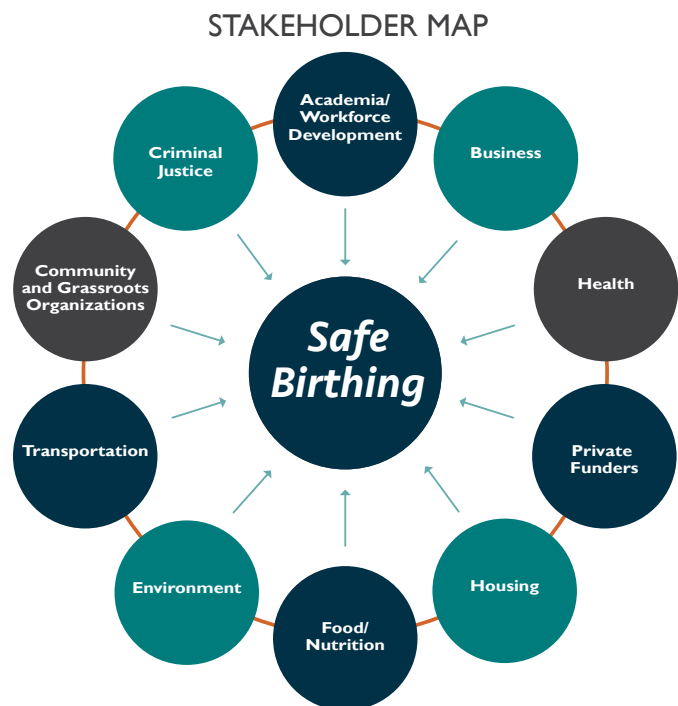 STAKEHOLDER MAP
Academia/
Workforce
Development
Business
Health
Private
Funders
Housing
Food/
Nutrition
Environment
Transportation
Community
and Grassroots
Organizations
Criminal
Justice
Safe
Birthing